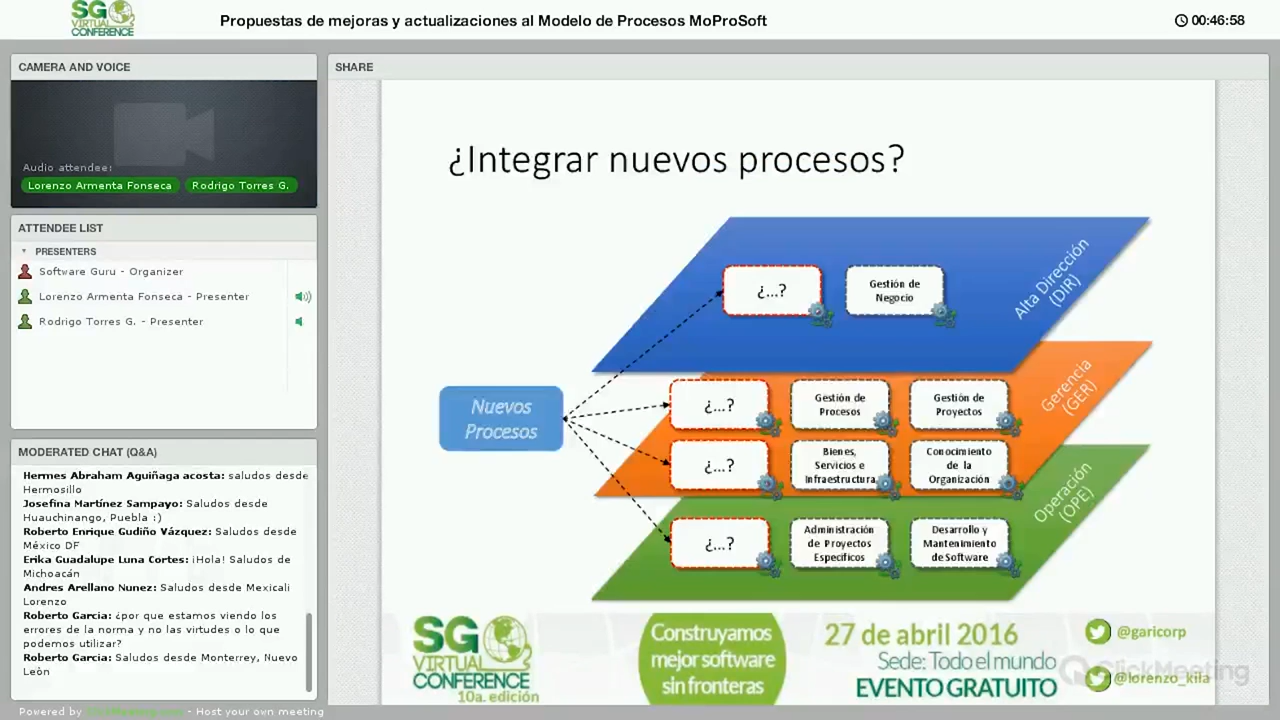 SG
VIRTUAL
CONFERENCE
Propuestas de mejoras y actualizaciones al Modelo de Procesos MoProSoft
00:46:58
CAMERA AND VOICE
Audio attendee:
Lorenzo Armenta Fonseca
Rodrigo Torres G.
ATTENDEE LIST
PRESENTERS
Software Guru - Organizer
Lorenzo Armenta Fonseca - Presenter
Rodrigo Torres G. - Presenter
MODERATED CHAT (Q&A)
Hermes Abraham Aguiñaga acosta: saludos desde
Hermosillo
Josefina Martínez Sampayo: Saludos desde
Huauchinango, Puebla :)
Roberto Enrique Gudiño Vázquez: Saludos desde
México DF
Erika Guadalupe Luna Cortes: ¡Hola! Saludos de
Michoacán
Andres Arellano Nunez: Saludos desde Mexicali
Lorenzo
Roberto Garcia: ¿por que estamos viendo los
errores de la norma y no las virtudes o lo que
podemos utilizar?
Roberto Garcia: Saludos desde Monterrey, Nuevo
León
Powered by ClickMeeting.com - Host your own meeting
SHARE
¿Integrar nuevos procesos?
Alta Dirección
(DIR)
¿...?
Gestión de
Negocio
Nuevos
Procesos
Gerencia
(GER)
¿...?
Gestión de
Procesos
Gestión de
Proyectos
¿...?
Bienes,
Servicios e
Infraestructura
Conocimiento
de la
Organización
Operación
(OPE)
¿...?
Administración
de Proyectos
Específicos
Desarrollo y
Mantenimiento
de Software
SG
VIRTUAL
CONFERENCE
10a. edición
Construyamos
mejor software
sin fronteras
27 de abril 2016
Sede: Todo el mundo
EVENTO GRATUITO
@garicorp
@lorenzo_kila
ClickMeeting